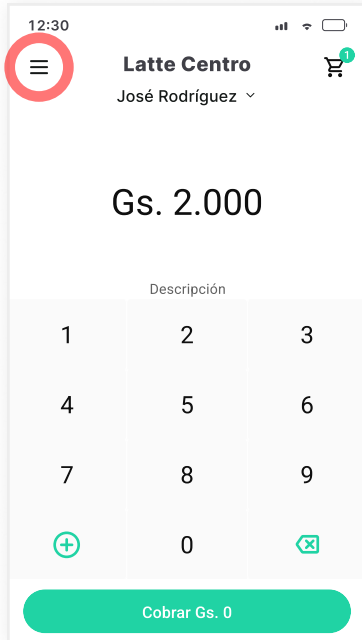 12:30
Latte Centro
1
José Rodríguez
Gs. 2.000
Descripción
1 2 3
4 5 6
7 8 9
0
Cobrar Gs. 0